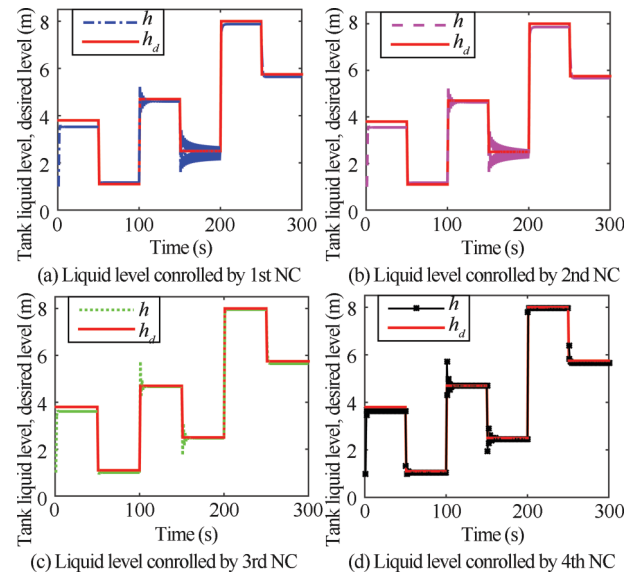 Tank liquid level, desired level (m)
8
6
4
2
0
h
h_d
0 100 200 300
Time (s)
(a) Liquid level conrolled by 1st NC
Tank liquid level, desired level (m)
8
6
4
2
0
h
h_d
0 100 200 300
Time (s)
(b) Liquid level conrolled by 2nd NC
Tank liquid level, desired level (m)
8
6
4
2
0
h
h_d
0 100 200 300
Time (s)
(c) Liquid level conrolled by 3rd NC
Tank liquid level, desired level (m)
8
6
4
2
0
h
h_d
0 100 200 300
Time (s)
(d) Liquid level conrolled by 4th NC